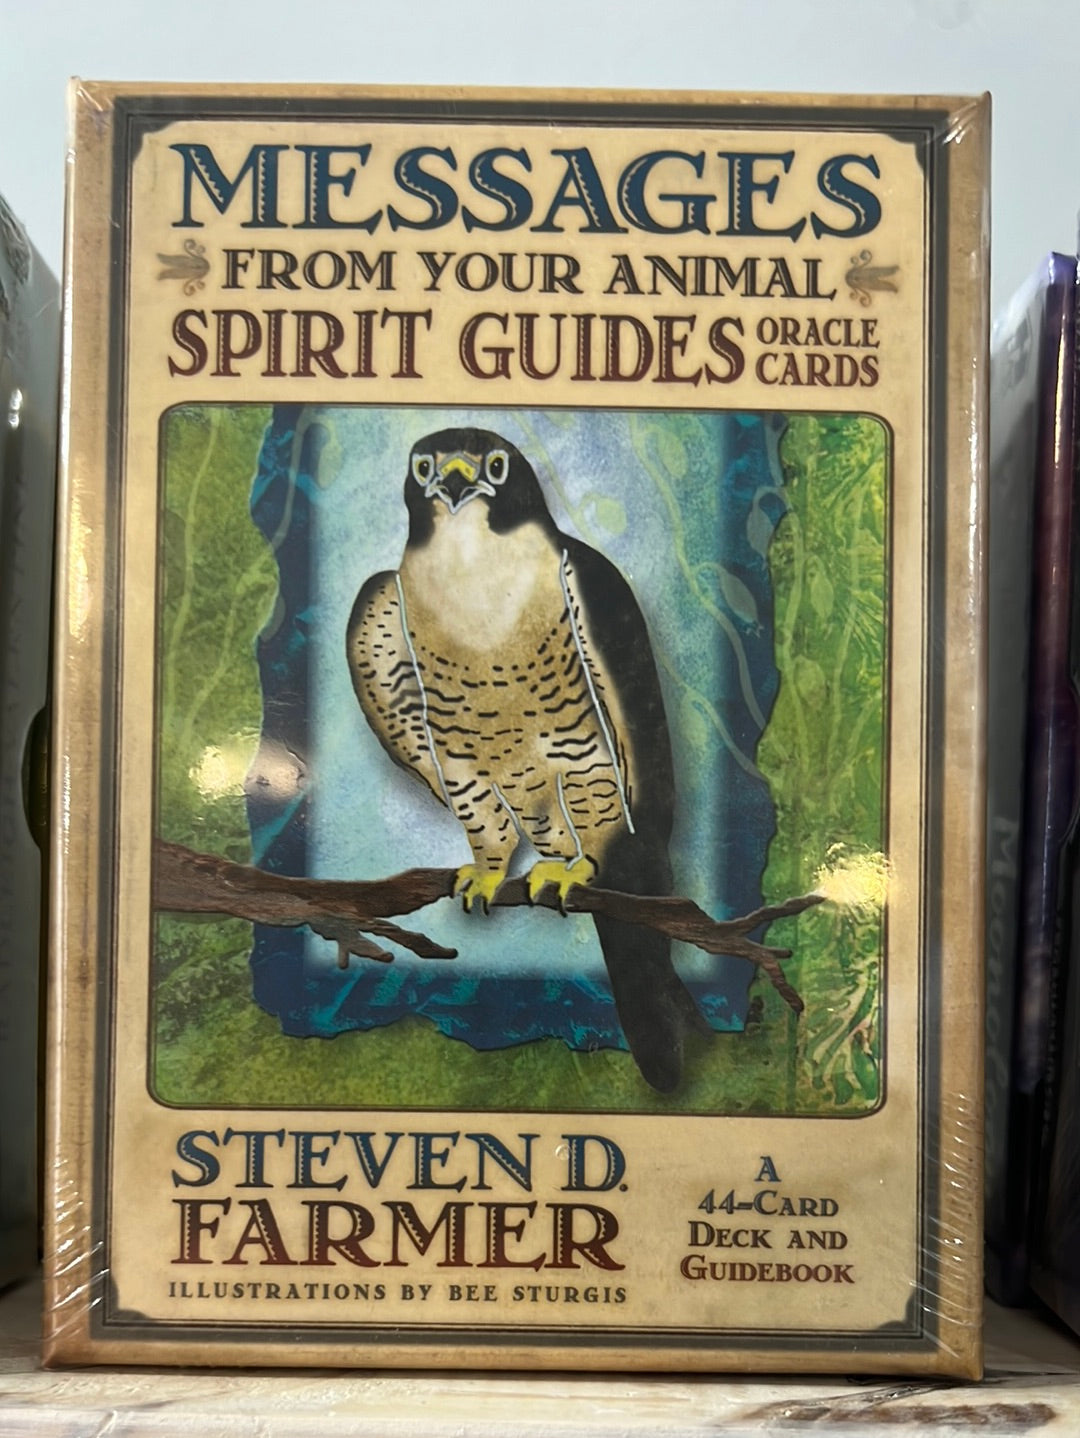 MESSAGES
FROM YOUR ANIMAL
SPIRIT GUIDES ORACLE CARDS
STEVEN D.
FARMER
ILLUSTRATIONS BY BEE STURGIS
A
44-CARD
DECK AND
GUIDEBOOK